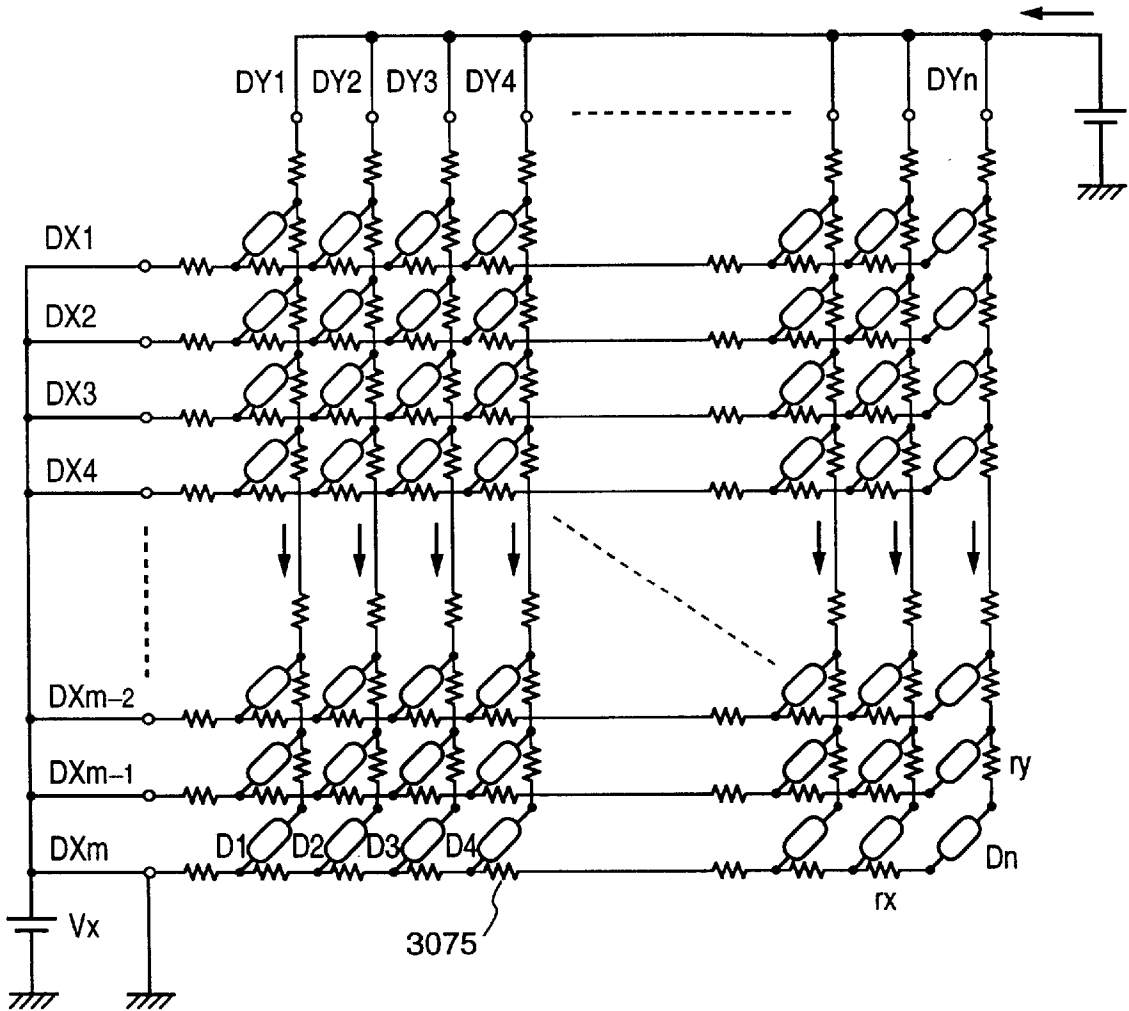 DY1 DY2 DY3 DY4 DYn
DX1
DX2
DX3
DX4
DXm-2
DXm-1
ry
DXm
D1 D2 D3 D4 Dn
rx
Vx
3075